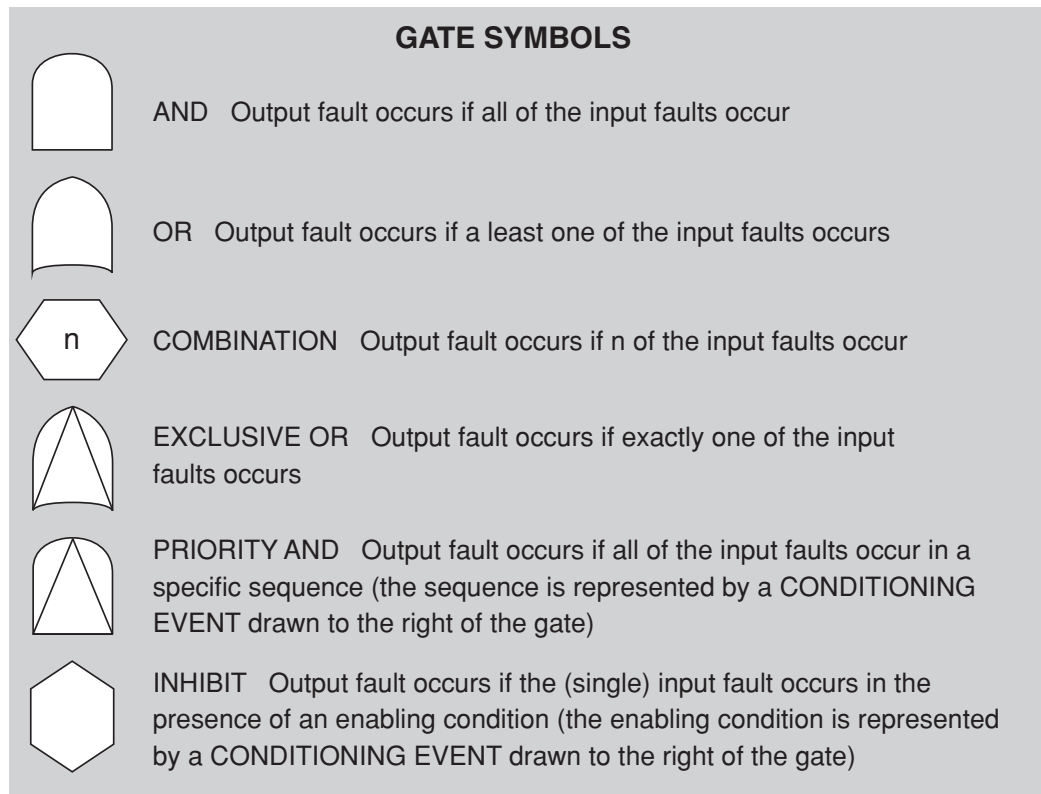 GATE SYMBOLS
AND Output fault occurs if all of the input faults occur
OR Output fault occurs if a least one of the input faults occurs
n
COMBINATION Output fault occurs if n of the input faults occur
EXCLUSIVE OR Output fault occurs if exactly one of the input
faults occurs
PRIORITY AND Output fault occurs if all of the input faults occur in a
specific sequence (the sequence is represented by a CONDITIONING
EVENT drawn to the right of the gate)
INHIBIT Output fault occurs if the (single) input fault occurs in the
presence of an enabling condition (the enabling condition is represented
by a CONDITIONING EVENT drawn to the right of the gate)